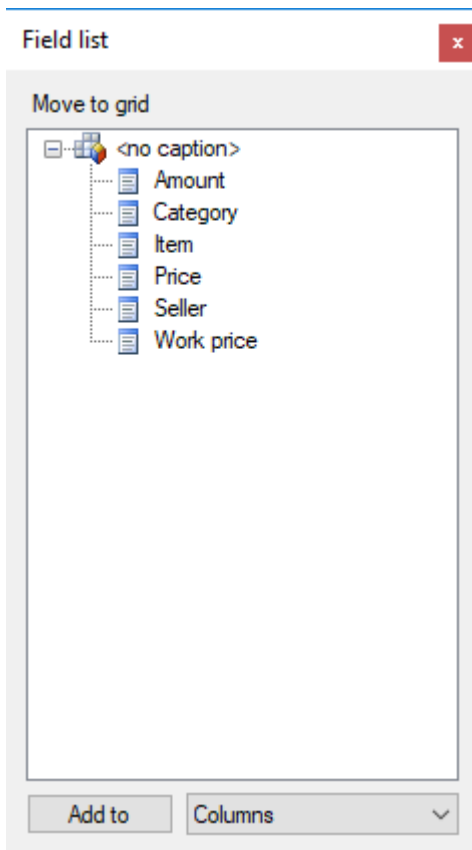 Field list
x
Move to grid
<no caption>
Amount
Category
Item
Price
Seller
Work price
Add to
Columns